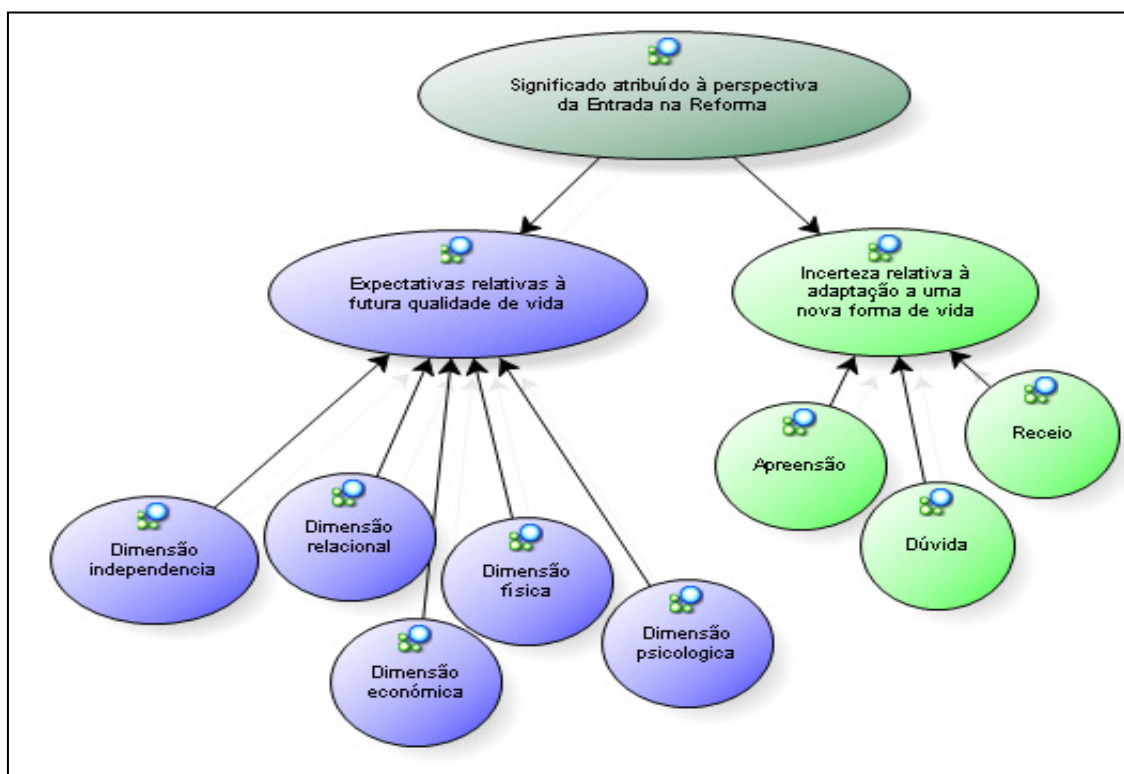 Significado atribuído à perspectiva
da Entrada na Reforma
Expectativas relativas à
futura qualidade de vida
Incerteza relativa à
adaptação a uma
nova forma de vida
Dimensão
independencia
Dimensão
relacional
Dimensão
económica
Dimensão
física
Dimensão
psicologica
Apreensão
Dúvida
Receio